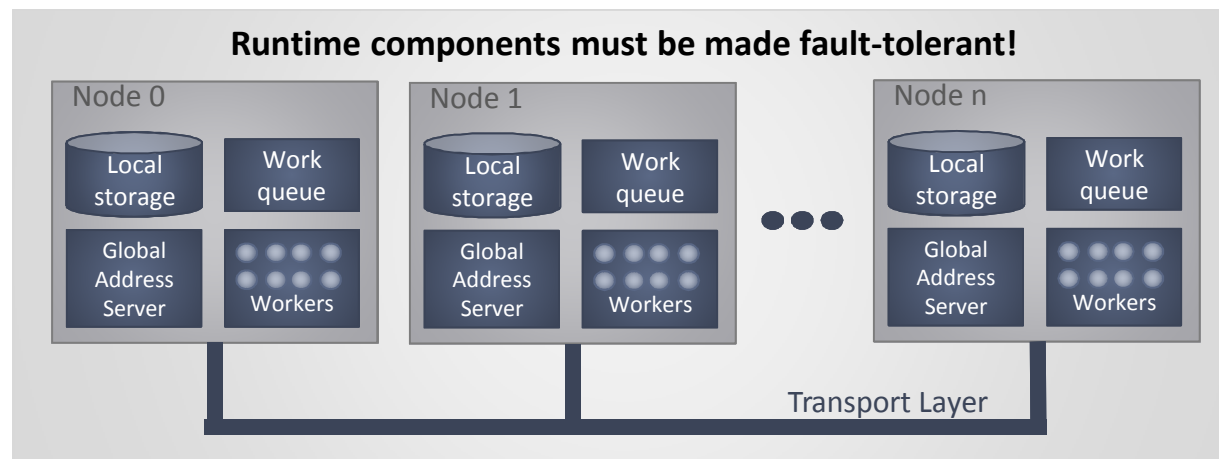 Runtime components must be made fault-tolerant!
Node 0
Local
storage
Work
queue
Global
Address
Server
Workers
Node 1
Local
storage
Work
queue
Global
Address
Server
Workers
Node n
Local
storage
Work
queue
Global
Address
Server
Workers
Transport Layer